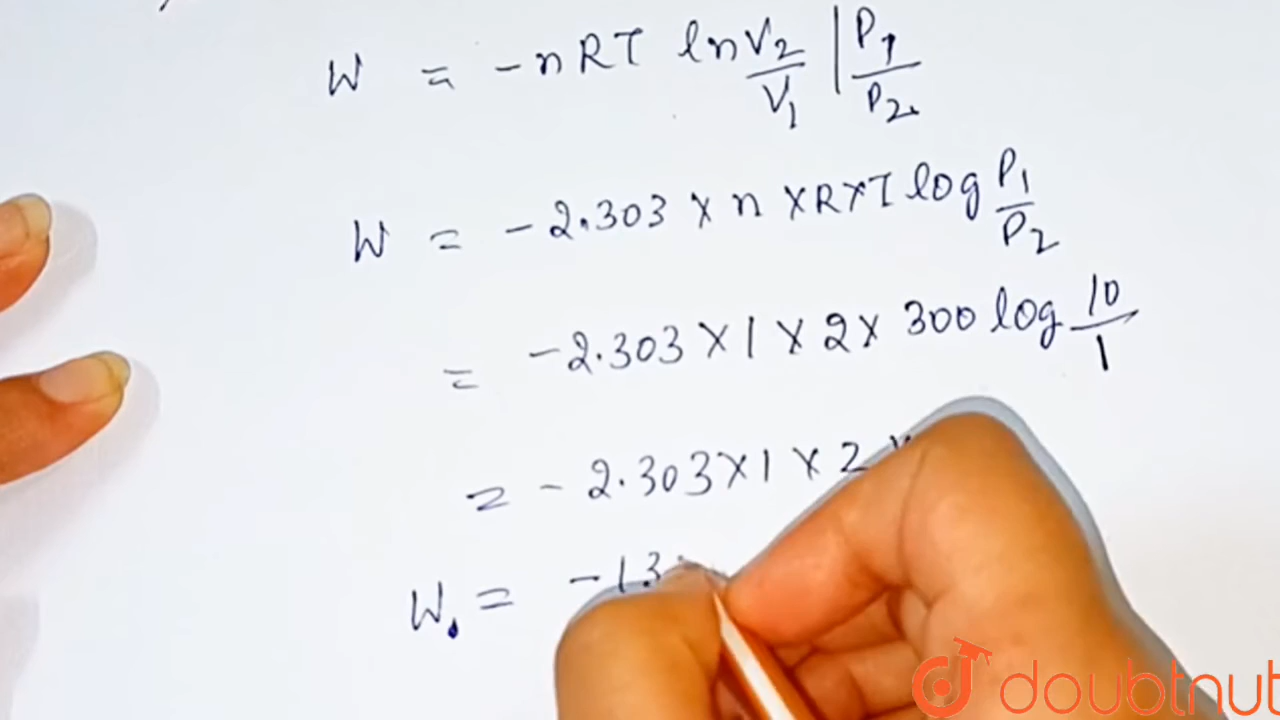 W = -nRT ln V2/V1 | P1/P2
W = -2.303 × n × R × T log P1/P2
= -2.303 × 1 × 2 × 300 log 10/1
= -2.303 × 1 × 2
W = -13
doubtnut